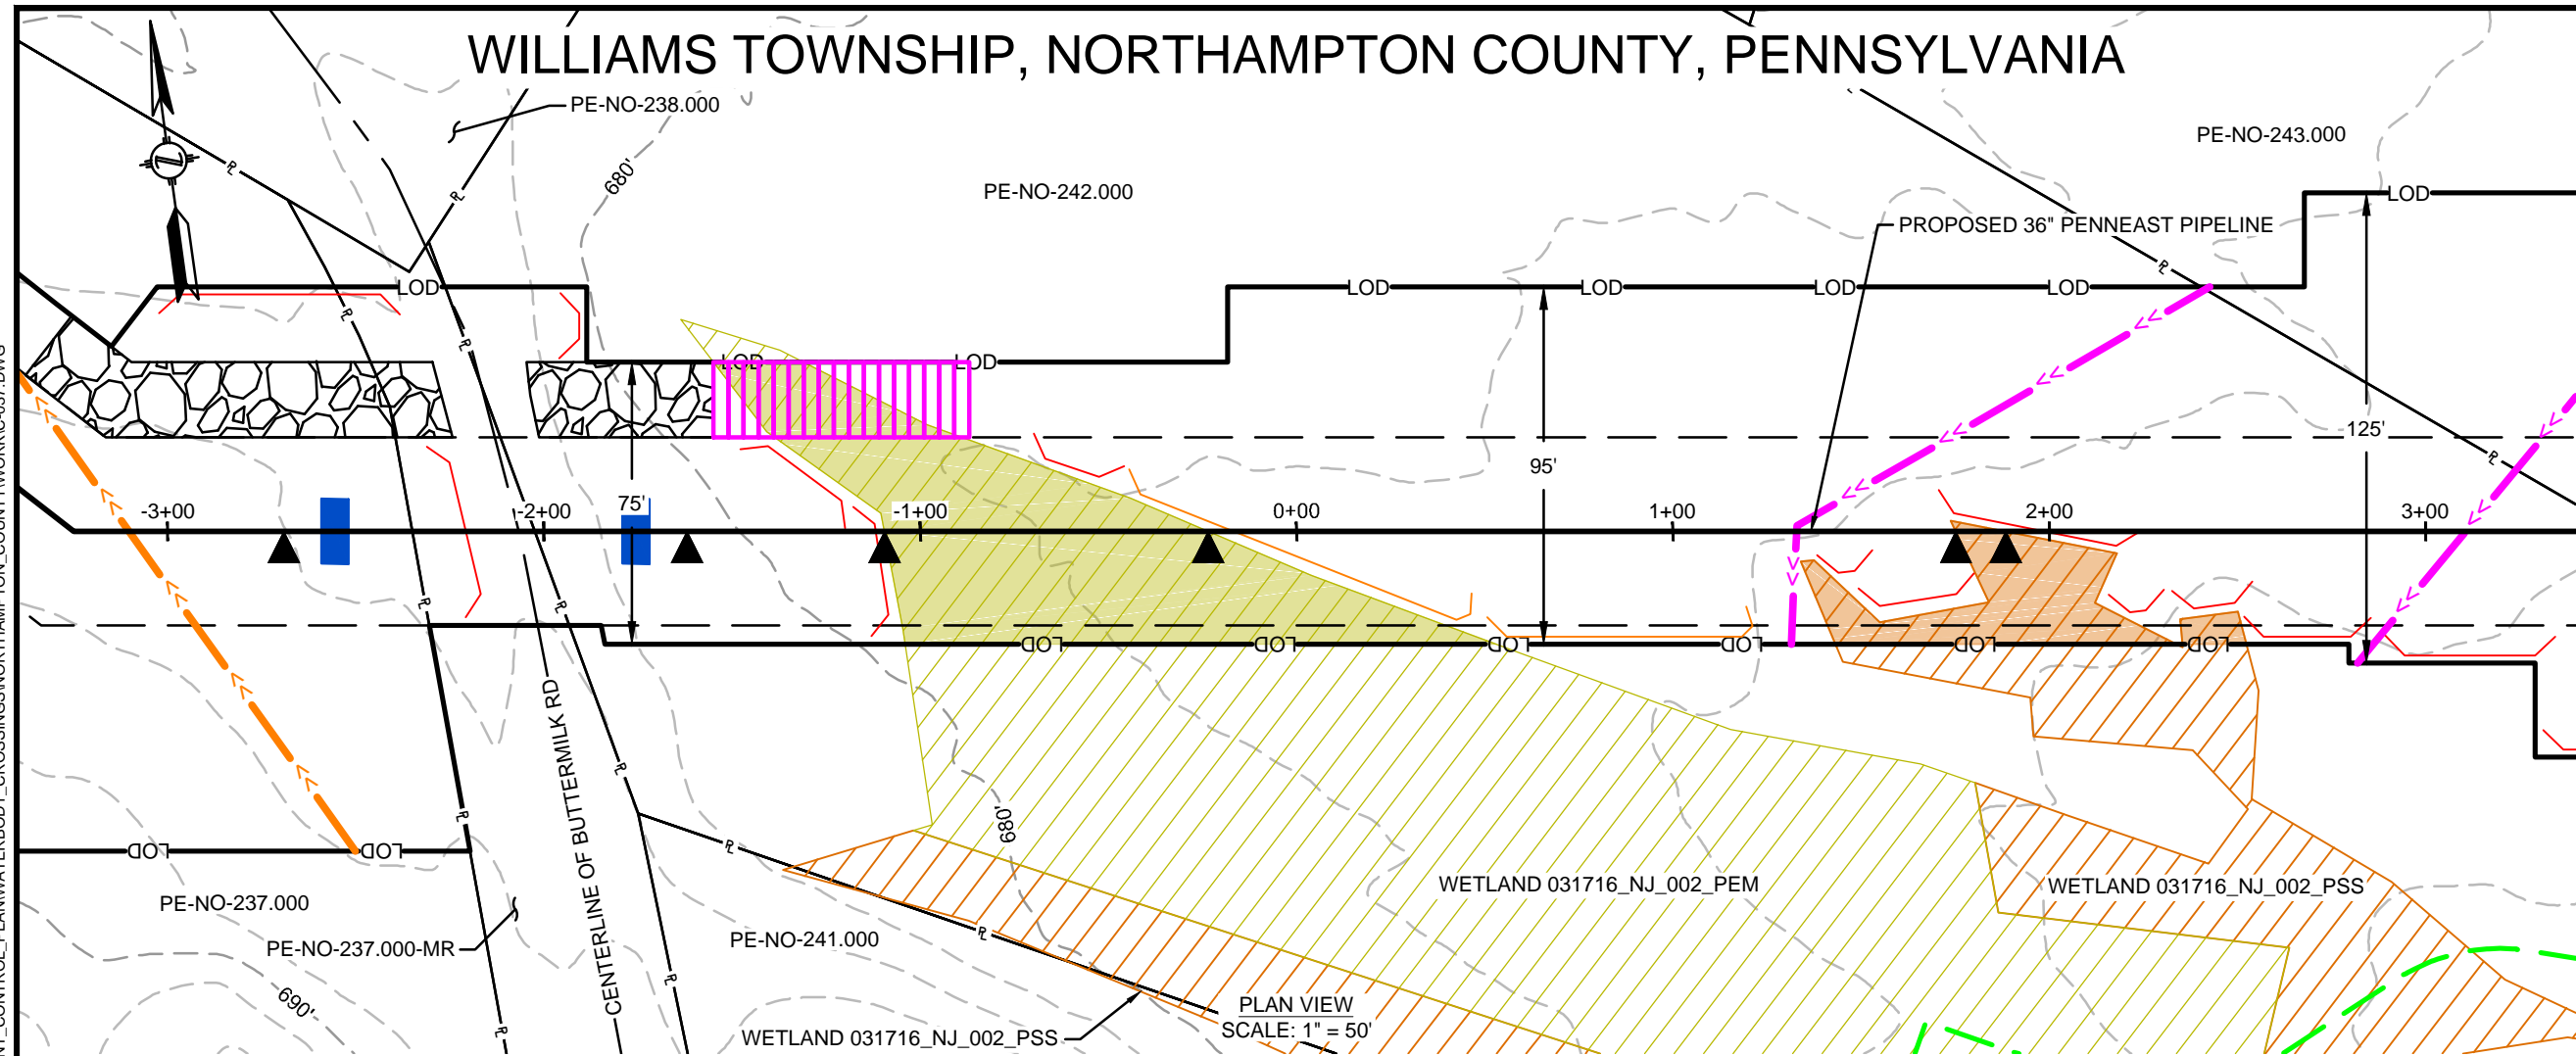 WILLIAMS TOWNSHIP, NORTHAMPTON COUNTY, PENNSYLVANIA
PE-NO-238.000
PE-NO-243.000
680'
PE-NO-242.000
LOD
PROPOSED 36" PENNEAST PIPELINE
LOD
LOD
LOD
LOD
LOD
LOD
LOD
125'
95'
75'
-3+00
-2+00
-1+00
0+00
1+00
2+00
3+00
LOD
LOD
LOD
LOD
LOD
LOD
CENTERLINE OF BUTTERMILK RD
680'
LOD
LOD
WETLAND 031716_NJ_002_PEM
WETLAND 031716_NJ_002_PSS
PE-NO-237.000
PE-NO-237.000-MR
PE-NO-241.000
690'
PLAN VIEW
SCALE: 1" = 50'
WETLAND 031716_NJ_002_PSS